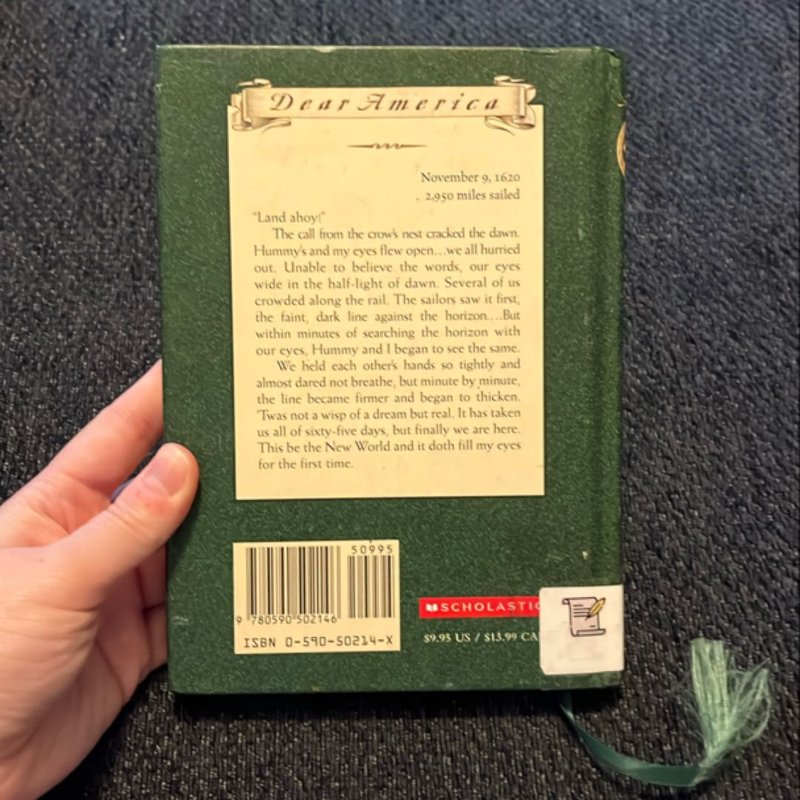 Dear America
November 9, 1620
2,950 miles sailed
"Land ahoy!"
The call from the crow's nest cracked the dawn.
Hummy's and my eyes flew open...we all hurried
out. Unable to believe the words, our eyes
wide in the half-light of dawn. Several of us
crowded along the rail. The sailors saw it first,
the faint, dark line against the horizon....But
within minutes of searching the horizon with
our eyes, Hummy and I began to see the same.
We held each other's hands so tightly and
almost dared not breathe, but minute by minute,
the line became firmer and began to thicken.
'Twas not a wisp of a dream but real. It has taken
us all of sixty-five days, but finally we are here.
This be the New World and it doth fill my eyes
for the first time.
50995
9 780590 502146
ISBN 0-590-50214-X
SCHOLASTIC
$9.95 US / $13.99 CA